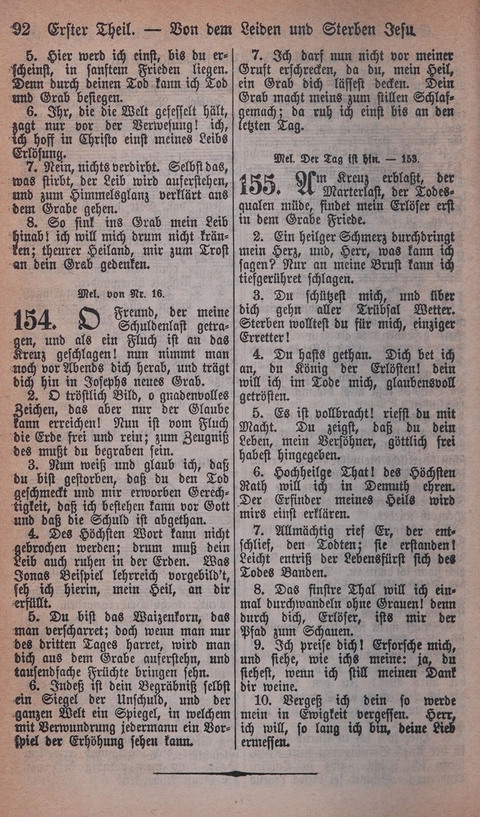 92 Erster Theil. — Von dem Leiden und Sterben Jesu.
5. Hier werd ich einst, bis du er-
scheinst, in sanftem Frieden liegen.
Denn durch deinen Tod kann ich Tod
und Grab besiegen.
6. Ihr, die die Welt gefesselt hält,
zagt nur vor der Verwesung! ich,
ich hoff in Christo einst meines Leibs
Erlösung.
7. Nein, nichts verdirbt. Selbst das,
was stirbt, der Leib wird auferstehen,
und zum Himmelsglanz verklärt aus
dem Grabe gehen.
8. So sink ins Grab mein Leib
hinab! ich will mich drum nicht krän-
ken; theurer Heiland, mir zum Trost
an dein Grab gedenken.
Mel. von Nr. 16.
154. O Freund, der meine
Schuldenlast getra-
gen, und als ein Fluch ist an das
Kreuz geschlagen! nun nimmt man
noch vor Abends dich herab, und trägt
dich hin in Josephs neues Grab.
2. O tröstlich Bild, o gnadenvolles
Zeichen, das aber nur der Glaube
kann erreichen! Nun ist vom Fluch
die Erde frei und rein; zum Zeugniß
des mußt du begraben sein.
3. Nun weiß und glaub ich, daß
du bist gestorben, daß du den Tod
geschmeckt und mir erworben Gerech-
tigkeit, daß ich bestehen kann vor Gott
und daß die Schuld ist abgethan.
4. Des Höchsten Wort kann nicht
gebrochen werden; drum muß dein
Leib auch ruhen in der Erden. Was
Jonas Beispiel lehrreich vorgebild't,
seh ich hierin, mein Heil, an dir
erfüllt.
5. Du bist das Waizenkorn, das
man verscharret; doch wenn man nur
des dritten Tages harret, wird man
dich aus dem Grabe auferstehn, und
tausendfache Früchte bringen sehn.
6. Indeß ist dein Begräbniß selbst
ein Siegel der Unschuld, und der
ganzen Welt ein Spiegel, in welchem
mit Verwundrung jedermann ein Vor-
spiel der Erhöhung sehen kann.
7. Ich darf nun nicht vor meiner
Gruft erschrecken, da du, mein Heil,
ein Grab dich lässest decken. Dein
Grab macht meins zum stillen Schlaf-
gemach; da ruh ich einst bis an den
letzten Tag.
Mel. Der Tag ist hin. — 153.
155. Am Kreuz erblaßt, der
Marterlast, der Todes-
qualen müde, findet mein Erlöser erst
in dem Grabe Friede.
2. Ein heilger Schmerz durchdringt
mein Herz, und, Herr, was kann ich
sagen? Nur an meine Brust kann ich
tiefgerühret schlagen.
3. Du schützest mich, und über
dich gehn aller Trübsal Wetter.
Sterben wolltest du für mich, einziger
Erretter!
4. Du hasts gethan. Dich bet ich
an, du König der Erlösten! dein
will ich im Tode mich, glaubensvoll
getrösten.
5. Es ist vollbracht! riefst du mit
Macht. Du zeigst, daß du dein
Leben, mein Versöhner, göttlich frei
habest hingegeben.
6. Hochheilge That! des Höchsten
Rath will ich in Demuth ehren.
Der Erfinder meines Heils wird
mirs einst erklären.
7. Allmächtig rief Er, der ent-
schlief, den Todten; sie erstanden!
Leicht entriß der Lebensfürst sich des
Todes Banden.
8. Das finstre Thal will ich ein-
mal durchwandeln ohne Grauen! denn
durch dich, Erlöser, ists mir der
Pfad zum Schauen.
9. Ich preise dich! Erforsche mich,
und siehe, wie ichs meine: ja, du
siehest, wenn ich still meinen Dank
dir weine.
10. Vergeß ich dein so werde
mein in Ewigkeit vergessen. Herr,
ich will, so lang ich bin, deine Lieb
ermessen.